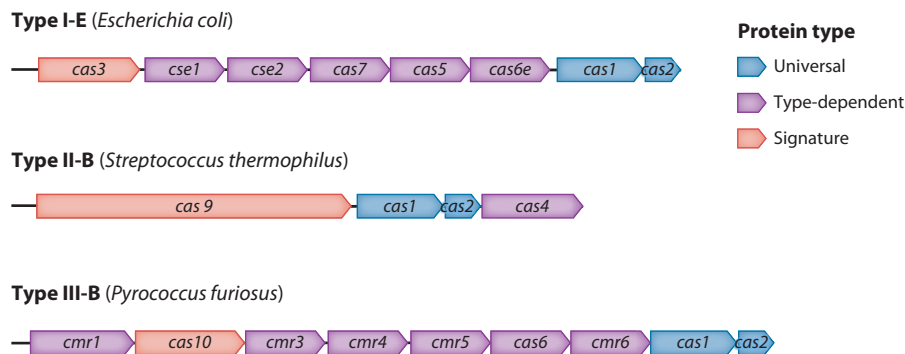 Type I-E (Escherichia coli)
cas3 cse1 cse2 cas7 cas5 cas6e cas1 cas2
Protein type
Universal
Type-dependent
Signature
Type II-B (Streptococcus thermophilus)
cas 9 cas1 cas2 cas4
Type III-B (Pyrococcus furiosus)
cmr1 cas10 cmr3 cmr4 cmr5 cas6 cmr6 cas1 cas2